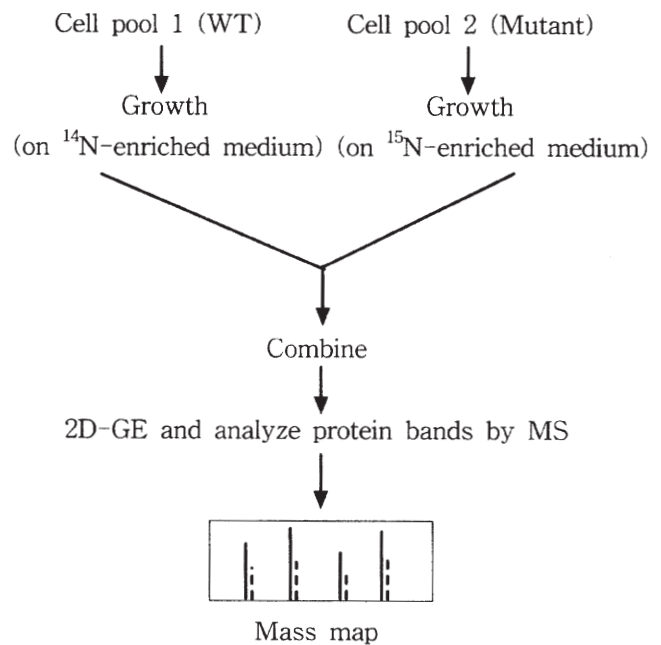 Cell pool 1 (WT) Cell pool 2 (Mutant)
Growth Growth
(on ¹⁴N-enriched medium) (on ¹⁵N-enriched medium)
Combine
2D-GE and analyze protein bands by MS
Mass map